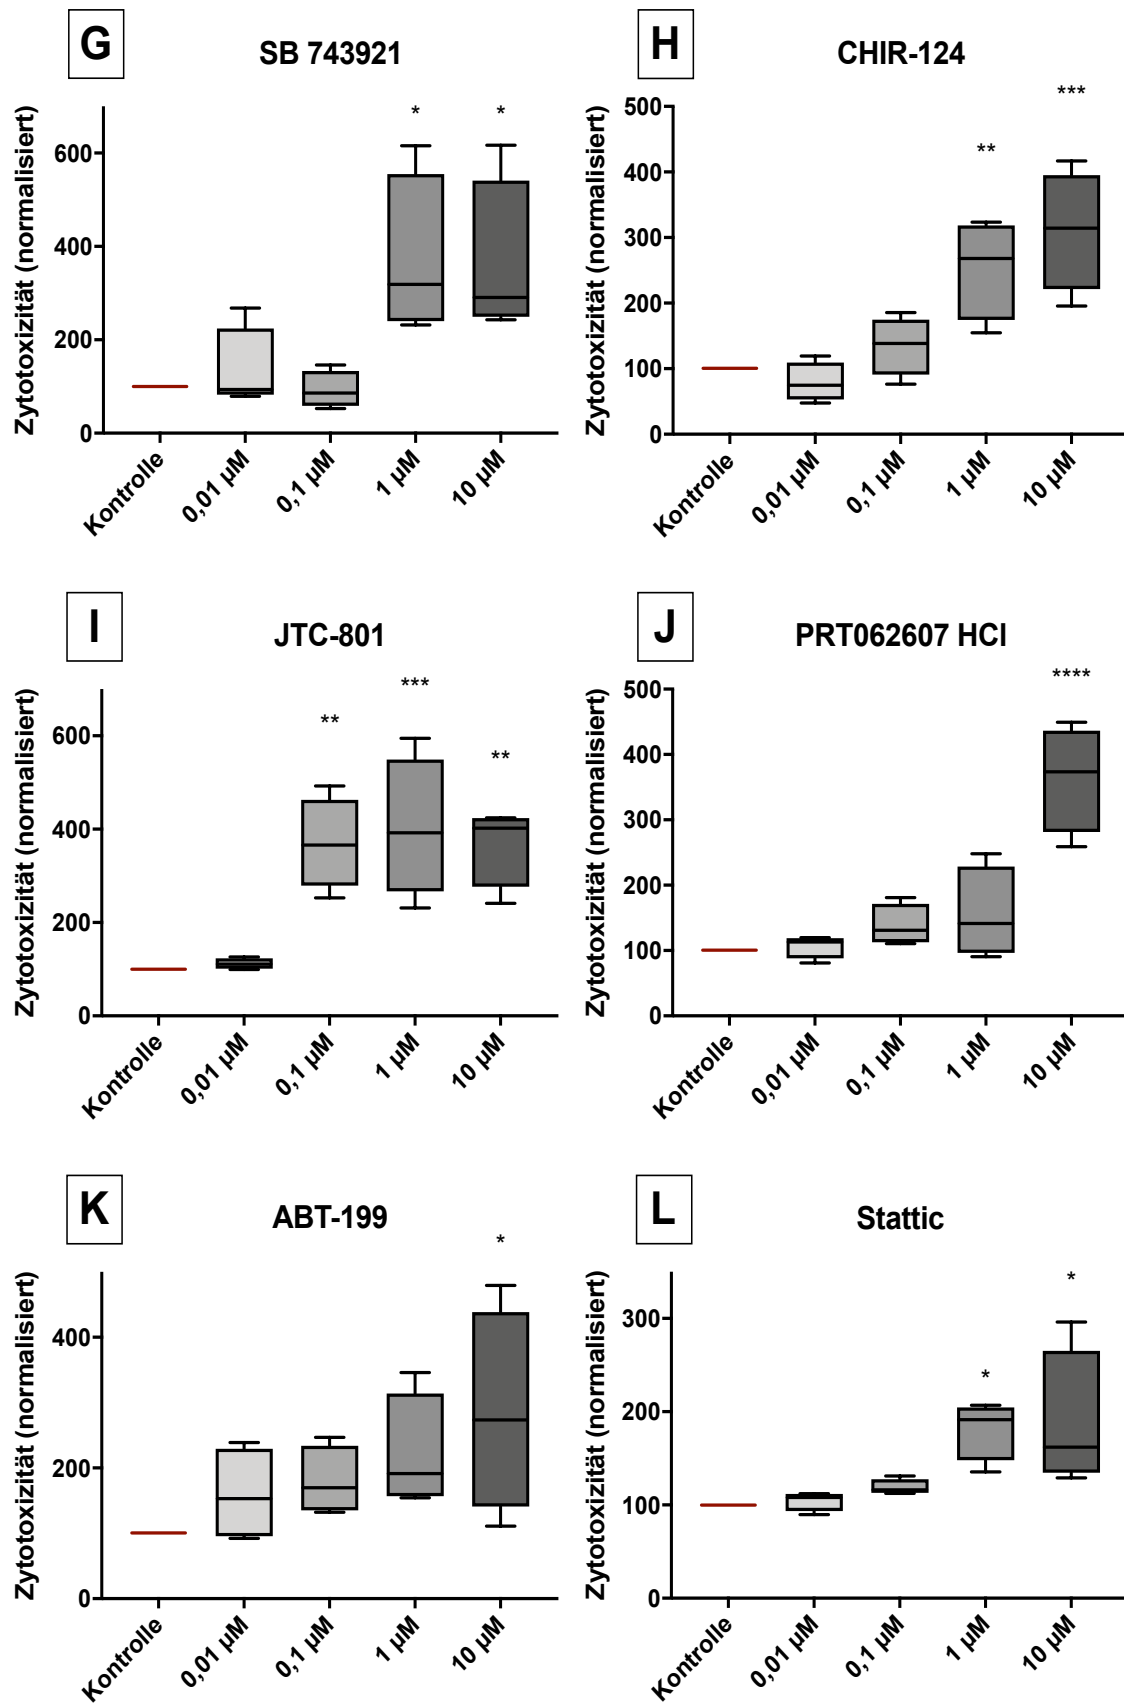 G
SB 743921
Zytotoxizität (normalisiert)
600
400
200
0
*
*
Kontrolle
0,01 µM
0,1 µM
1 µM
10 µM
H
CHIR-124
Zytotoxizität (normalisiert)
500
400
300
200
100
0
**
***
Kontrolle
0,01 µM
0,1 µM
1 µM
10 µM
I
JTC-801
Zytotoxizität (normalisiert)
600
400
200
0
**
***
**
Kontrolle
0,01 µM
0,1 µM
1 µM
10 µM
J
PRT062607 HCl
Zytotoxizität (normalisiert)
500
400
300
200
100
0
****
Kontrolle
0,01 µM
0,1 µM
1 µM
10 µM
K
ABT-199
Zytotoxizität (normalisiert)
400
200
0
*
Kontrolle
0,01 µM
0,1 µM
1 µM
10 µM
L
Stattic
Zytotoxizität (normalisiert)
300
200
100
0
*
*
Kontrolle
0,01 µM
0,1 µM
1 µM
10 µM